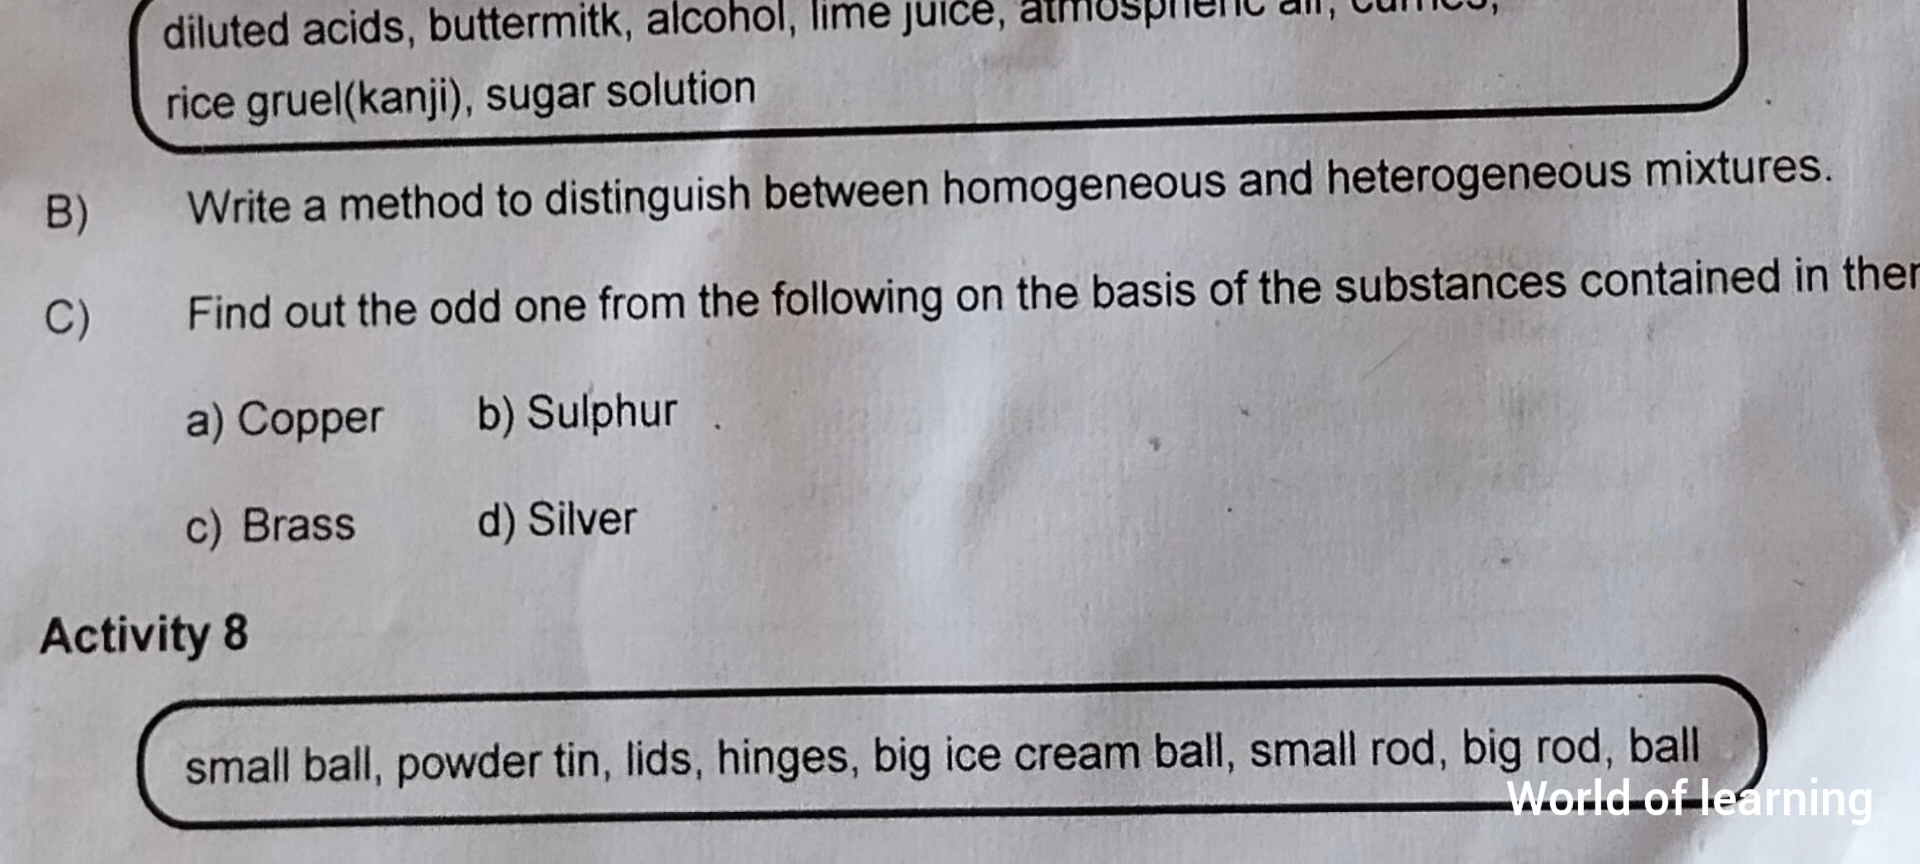 diluted acids, buttermitk, alcohol, lime juice, atmospheric air,
rice gruel(kanji), sugar solution
B) Write a method to distinguish between homogeneous and heterogeneous mixtures.
C) Find out the odd one from the following on the basis of the substances contained in
a) Copper b) Sulphur
c) Brass d) Silver
Activity 8
small ball, powder tin, lids, hinges, big ice cream ball, small rod, big rod, ball
World of learning